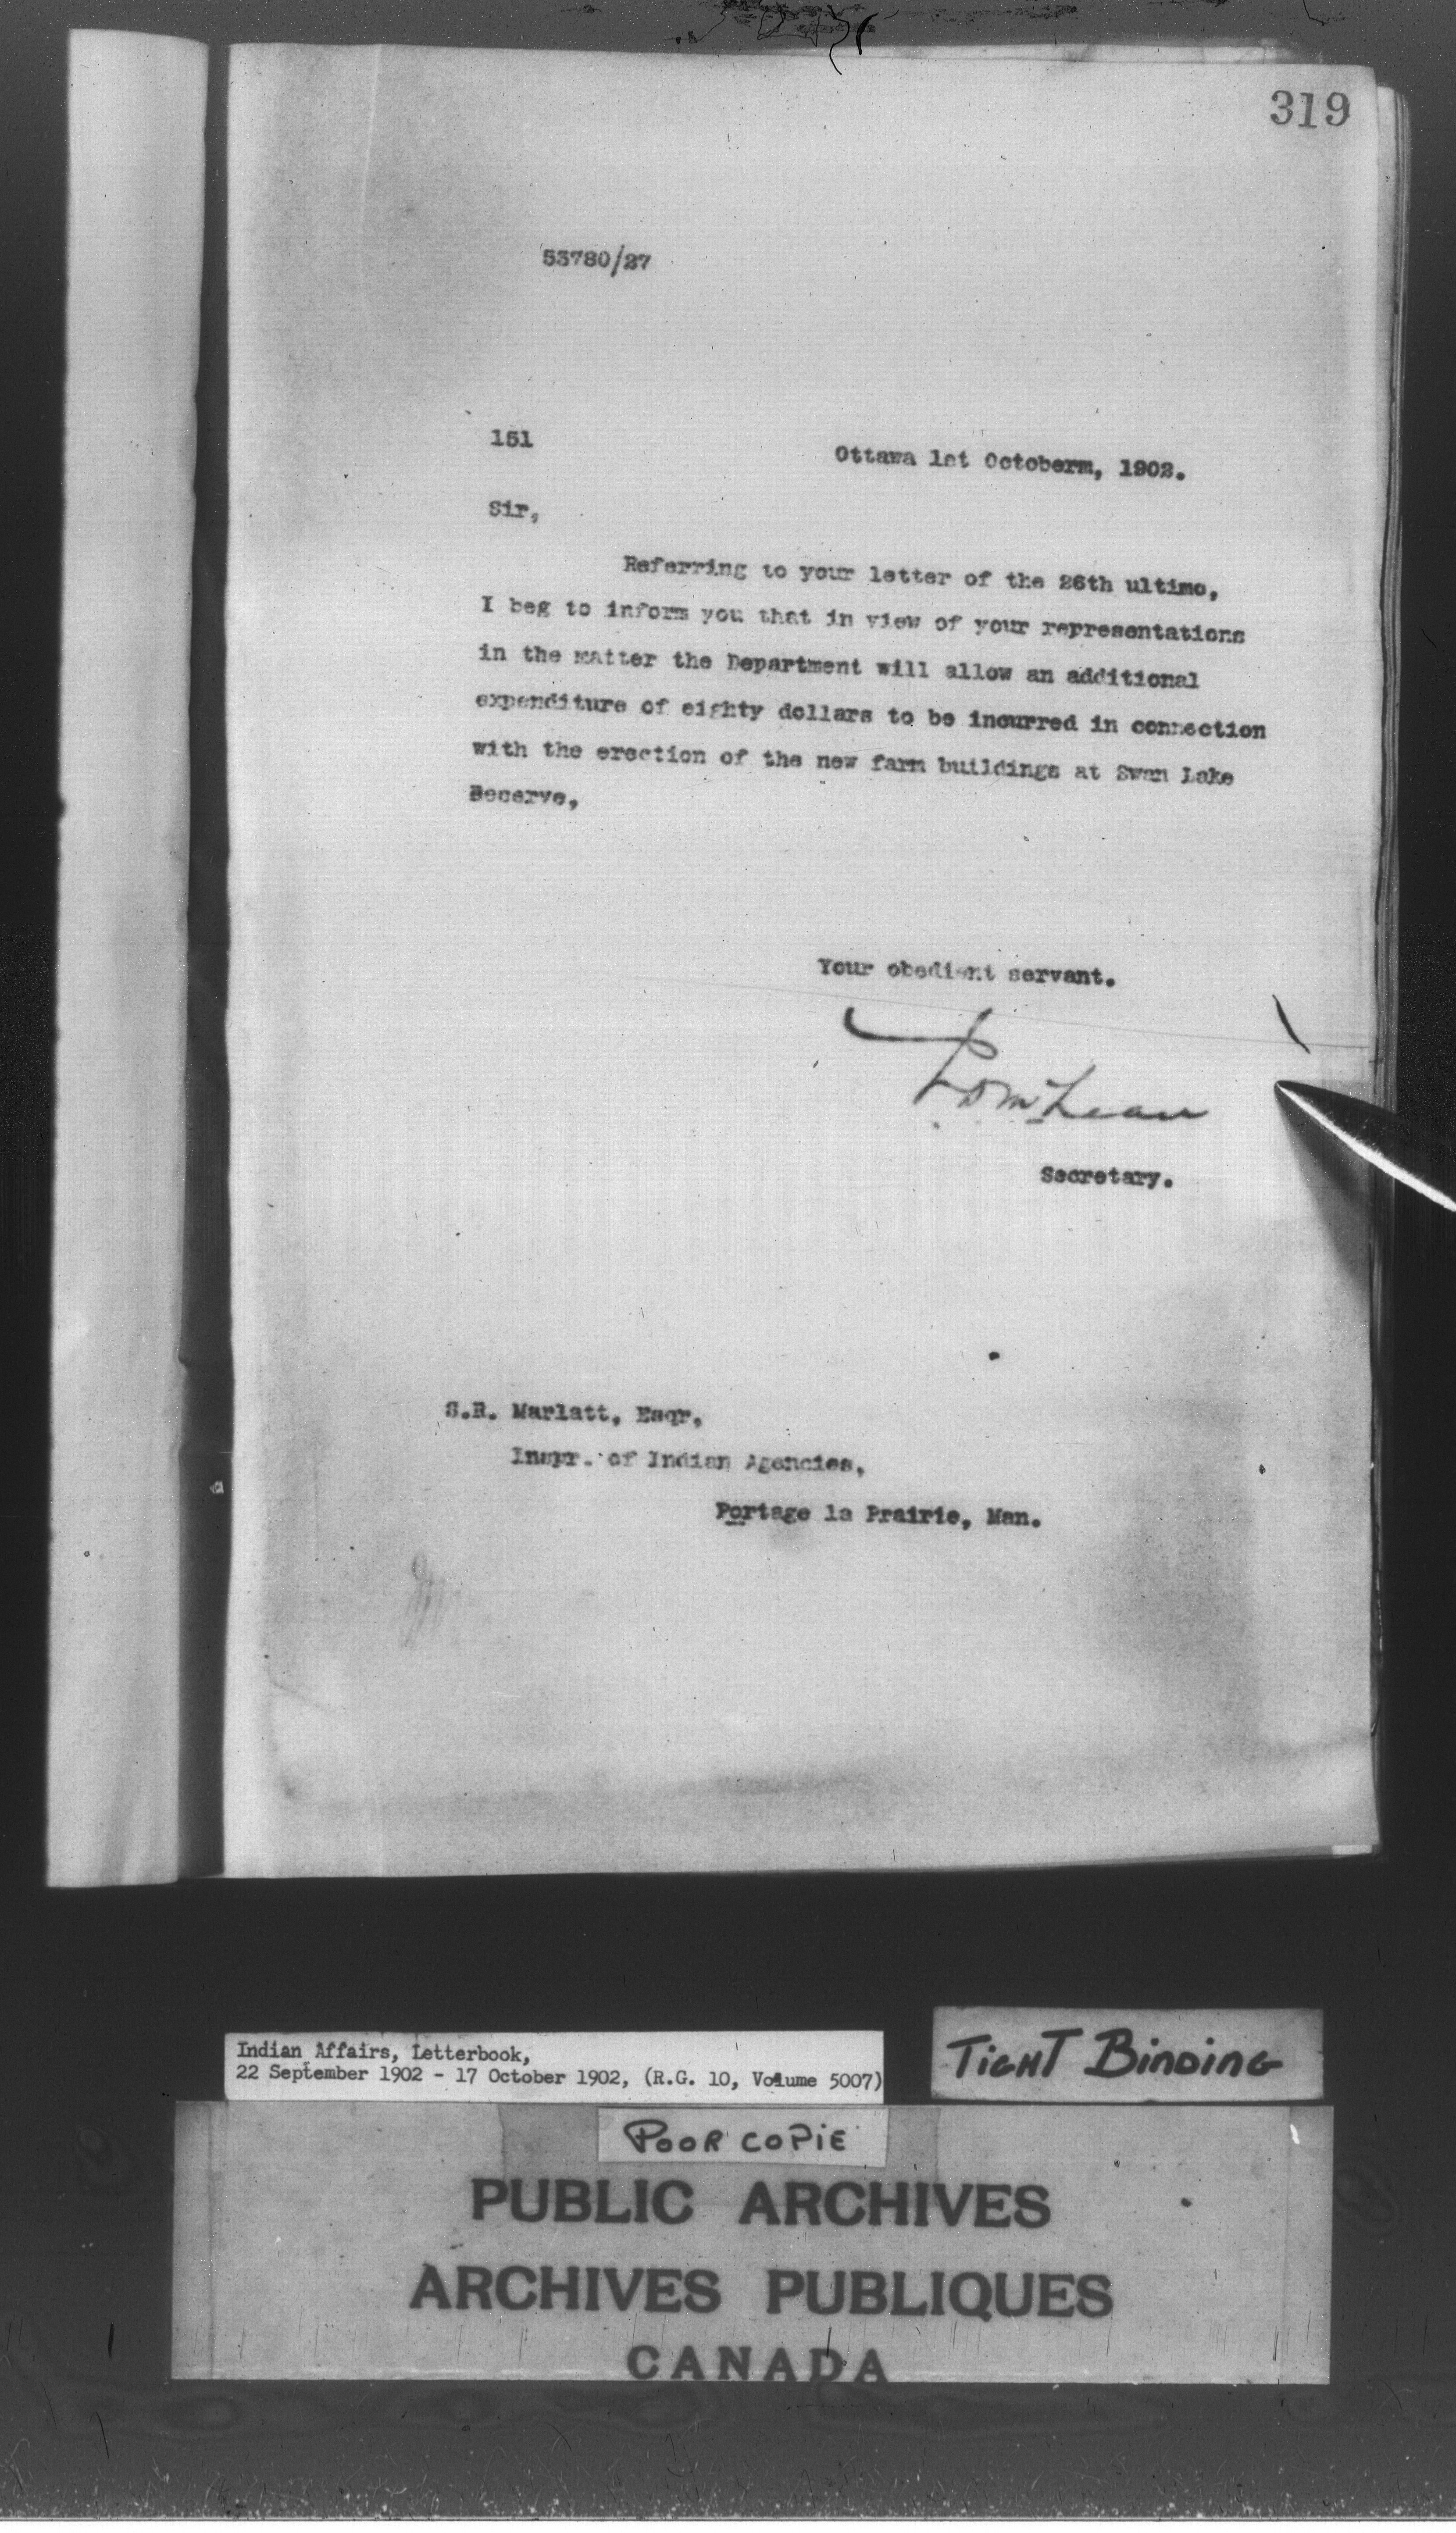 319
53780/27
151
Ottawa 1st Octoberm, 1902.
Sir,
Referring to your letter of the 26th ultimo,
I beg to inform you that in view of your representations
in the matter the Department will allow an additional
expenditure of eighty dollars to be incurred in connection
with the erection of the new farm buildings at Swan Lake
Reserve,
Your obedient servant.
J.D. McLean
Secretary.
S.R. Marlatt, Esqr,
Inspr. of Indian Agencies,
Portage la Prairie, Man.
Indian Affairs, Letterbook,
22 September 1902 - 17 October 1902, (R.G. 10, Volume 5007)
TIGHT BINDING
POOR COPIE
PUBLIC ARCHIVES
ARCHIVES PUBLIQUES
CANADA